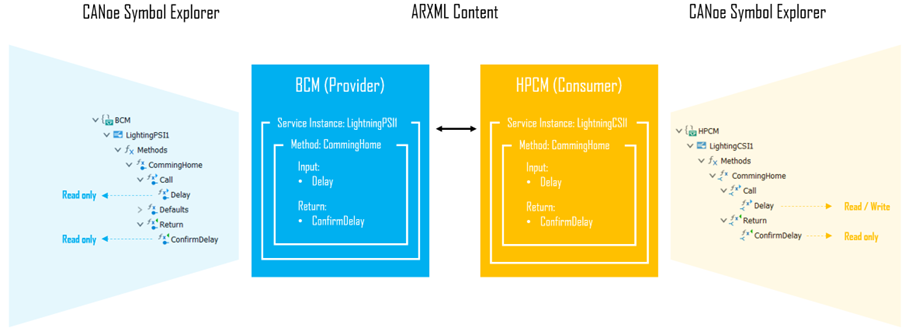 CANoe Symbol Explorer
ARXML Content
CANoe Symbol Explorer
BCM
LightingPSI1
Methods
CommingHome
Call
Read only
Delay
Defaults
Return
Read only
ConfirmDelay
BCM (Provider)
Service Instance: LightningPSI1
Method: CommingHome
Input:
• Delay
Return:
• ConfirmDelay
HPCM (Consumer)
Service Instance: LightningCSI1
Method: CommingHome
Input:
• Delay
Return:
• ConfirmDelay
HPCM
LightingCSI1
Methods
CommingHome
Call
Delay
Read / Write
Return
ConfirmDelay
Read only